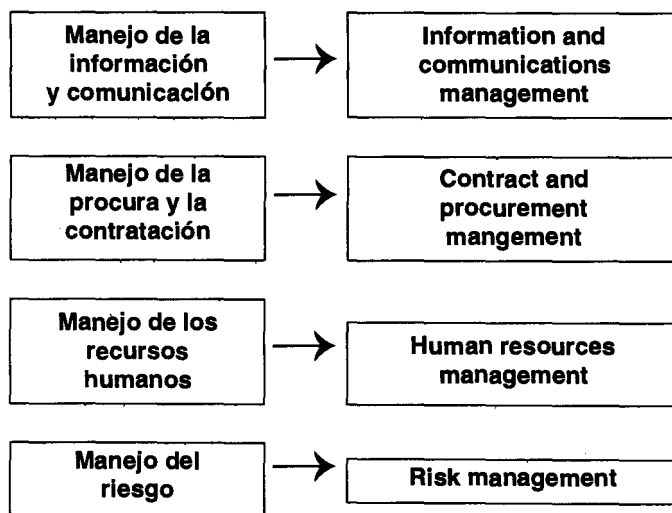 Manejo de la
información
y comunicación
Information and
communications
management
Manejo de la
procura y la
contratación
Contract and
procurement
mangement
Manejo de los
recursos
humanos
Human resources
management
Manejo del
riesgo
Risk management